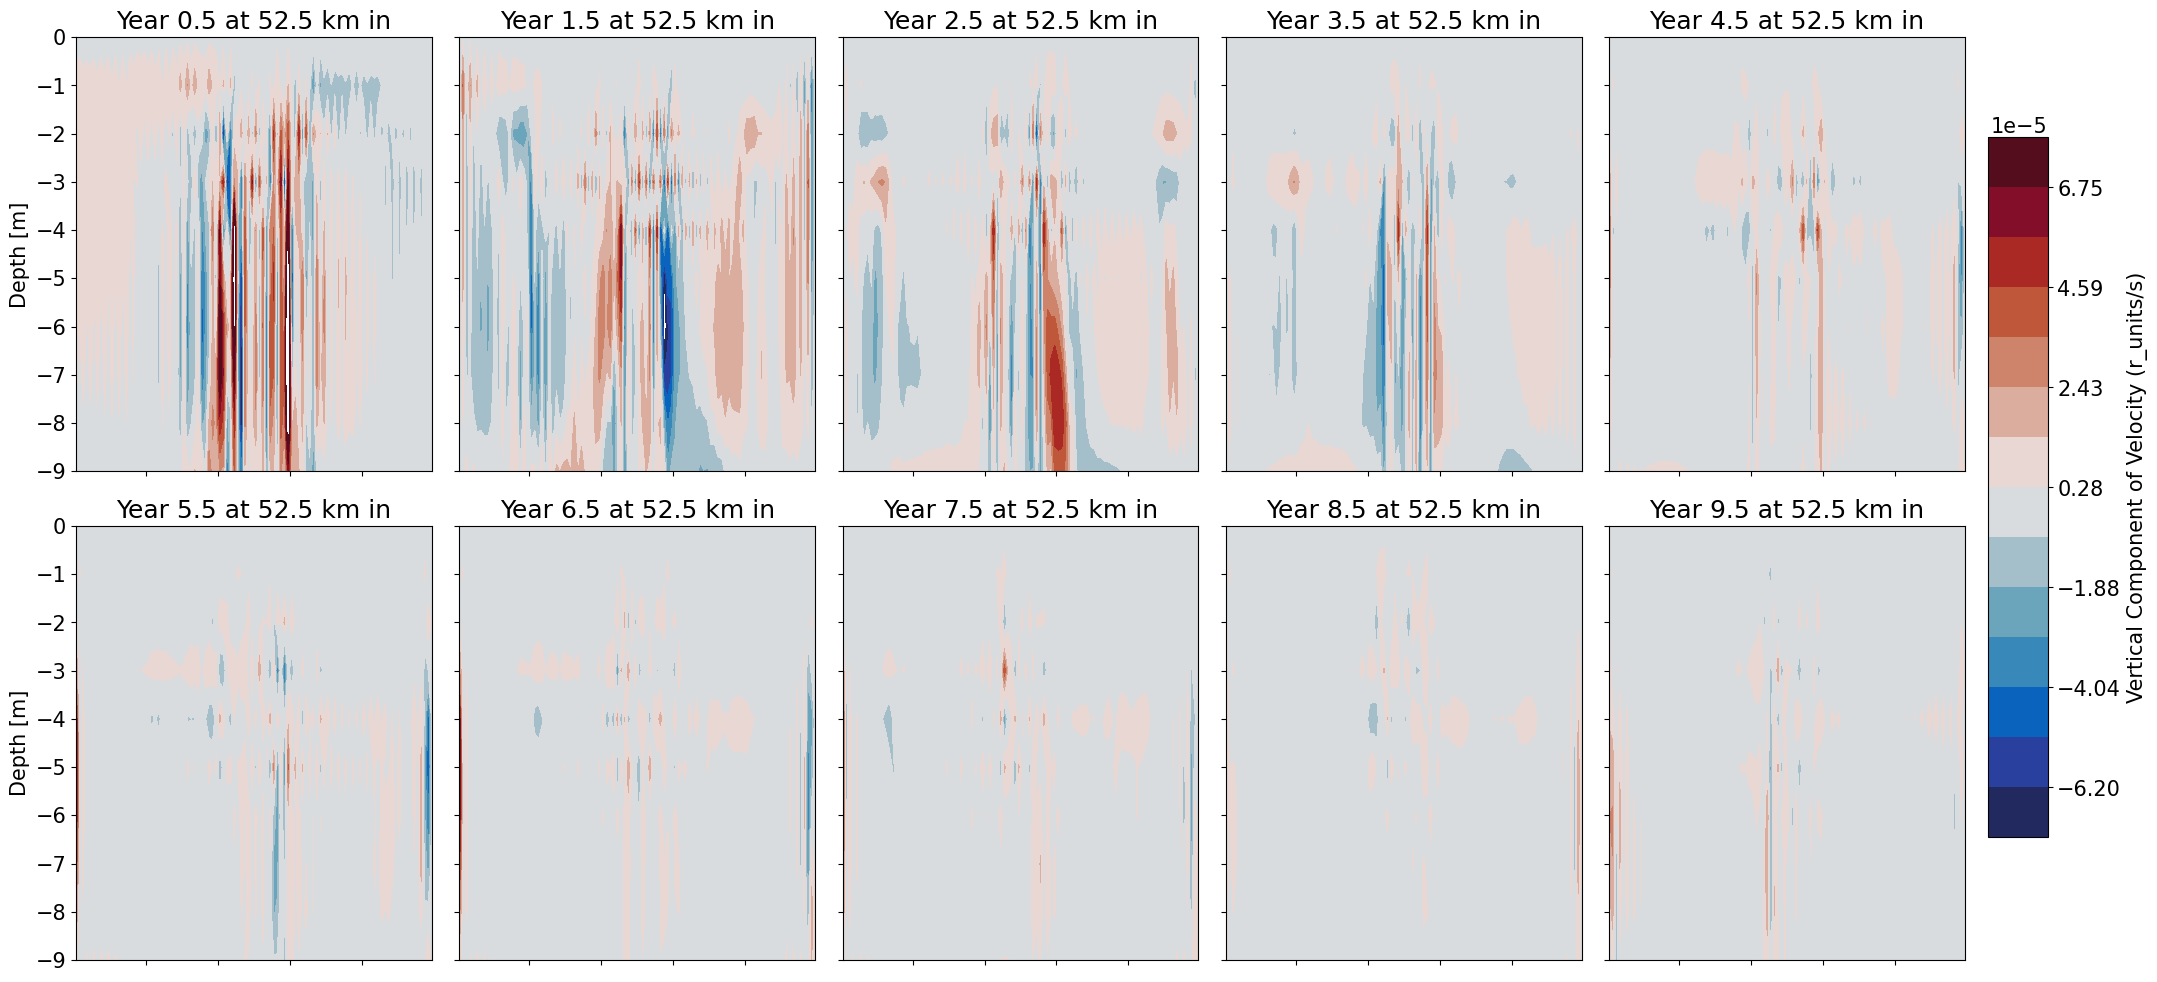 Year 0.5 at 52.5 km in
Year 1.5 at 52.5 km in
Year 2.5 at 52.5 km in
Year 3.5 at 52.5 km in
Year 4.5 at 52.5 km in
0
−1
−2
−3
−4
−5
−6
−7
−8
−9
Depth [m]
Year 5.5 at 52.5 km in
Year 6.5 at 52.5 km in
Year 7.5 at 52.5 km in
Year 8.5 at 52.5 km in
Year 9.5 at 52.5 km in
0
−1
−2
−3
−4
−5
−6
−7
−8
−9
Depth [m]
1e−5
6.75
4.59
2.43
0.28
−1.88
−4.04
−6.20
Vertical Component of Velocity (r_units/s)